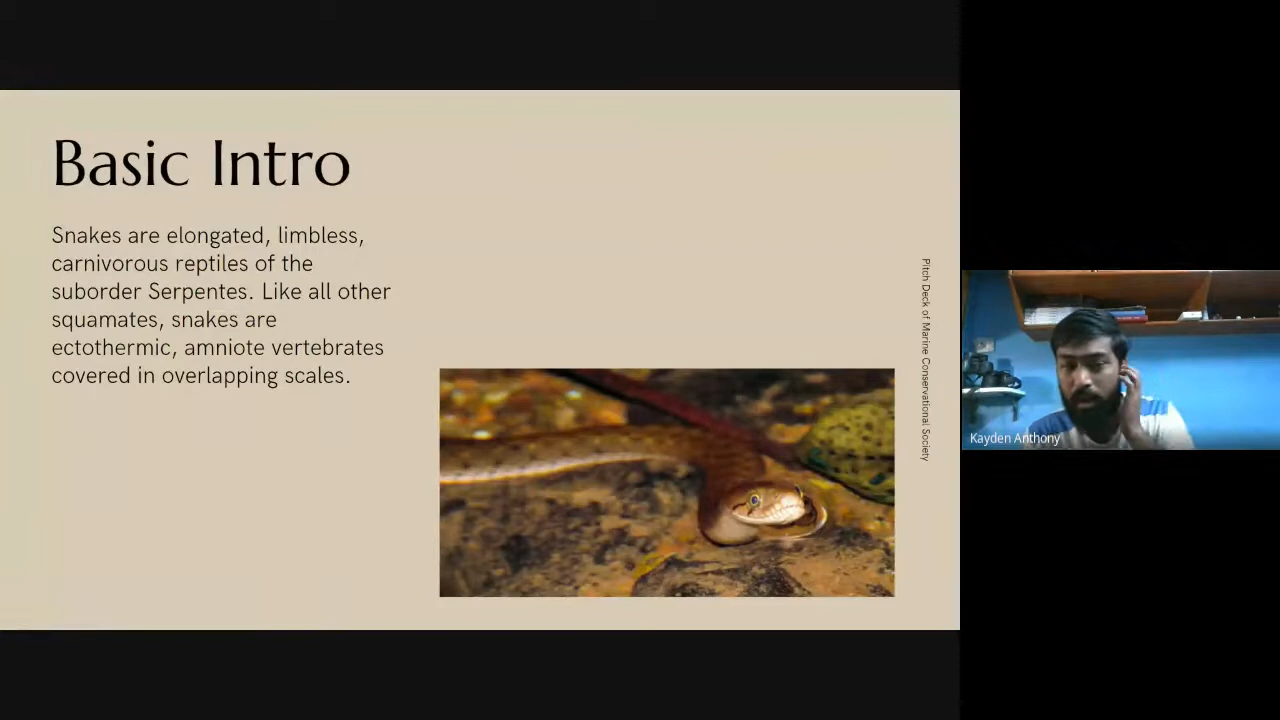 Basic Intro
Snakes are elongated, limbless,
carnivorous reptiles of the
suborder Serpentes. Like all other
squamates, snakes are
ectothermic, amniote vertebrates
covered in overlapping scales.
Pitch Deck of Marine Conservational Society
Kayden Anthony